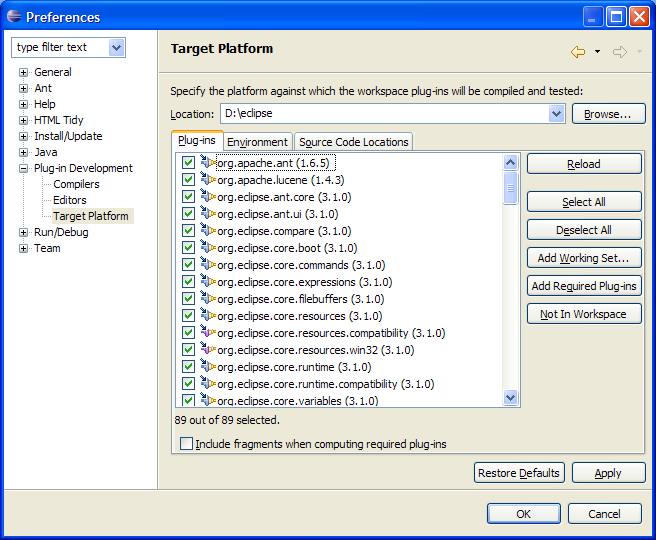 Preferences
type filter text
General
Ant
Help
HTML Tidy
Install/Update
Java
Plug-in Development
Compilers
Editors
Target Platform
Run/Debug
Team
Target Platform
Specify the platform against which the workspace plug-ins will be compiled and tested:
Location: D:\eclipse Browse...
Plug-ins Environment Source Code Locations
org.apache.ant (1.6.5)
org.apache.lucene (1.4.3)
org.eclipse.ant.core (3.1.0)
org.eclipse.ant.ui (3.1.0)
org.eclipse.compare (3.1.0)
org.eclipse.core.boot (3.1.0)
org.eclipse.core.commands (3.1.0)
org.eclipse.core.expressions (3.1.0)
org.eclipse.core.filebuffers (3.1.0)
org.eclipse.core.resources (3.1.0)
org.eclipse.core.resources.compatibility (3.1.0)
org.eclipse.core.resources.win32 (3.1.0)
org.eclipse.core.runtime (3.1.0)
org.eclipse.core.runtime.compatibility (3.1.0)
org.eclipse.core.variables (3.1.0)
Reload
Select All
Deselect All
Add Working Set...
Add Required Plug-ins
Not In Workspace
89 out of 89 selected.
Include fragments when computing required plug-ins
Restore Defaults Apply
OK Cancel